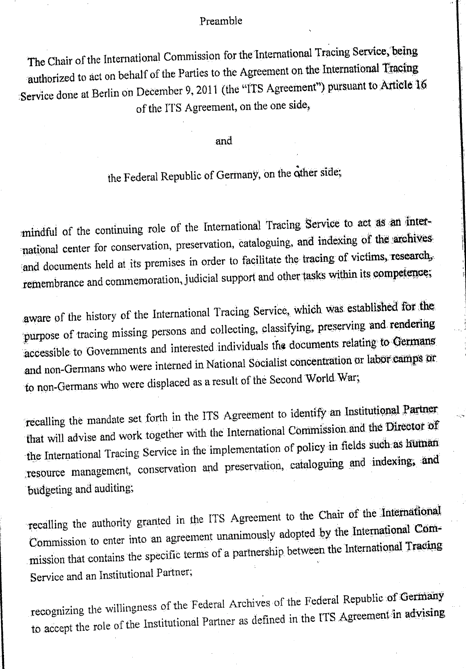 Preamble
The Chair of the International Commission for the International Tracing Service, being
authorized to act on behalf of the Parties to the Agreement on the International Tracing
Service done at Berlin on December 9, 2011 (the “ITS Agreement”) pursuant to Article 16
of the ITS Agreement, on the one side,
and
the Federal Republic of Germany, on the other side;
mindful of the continuing role of the International Tracing Service to act as an inter-
national center for conservation, preservation, cataloguing, and indexing of the archives
and documents held at its premises in order to facilitate the tracing of victims, research,
remembrance and commemoration, judicial support and other tasks within its competence;
aware of the history of the International Tracing Service, which was established for the
purpose of tracing missing persons and collecting, classifying, preserving and rendering
accessible to Governments and interested individuals the documents relating to Germans
and non-Germans who were interned in National Socialist concentration or labor camps or
to non-Germans who were displaced as a result of the Second World War;
recalling the mandate set forth in the ITS Agreement to identify an Institutional Partner
that will advise and work together with the International Commission and the Director of
the International Tracing Service in the implementation of policy in fields such as human
resource management, conservation and preservation, cataloguing and indexing, and
budgeting and auditing;
recalling the authority granted in the ITS Agreement to the Chair of the International
Commission to enter into an agreement unanimously adopted by the International Com-
mission that contains the specific terms of a partnership between the International Tracing
Service and an Institutional Partner;
recognizing the willingness of the Federal Archives of the Federal Republic of Germany
to accept the role of the Institutional Partner as defined in the ITS Agreement in advising